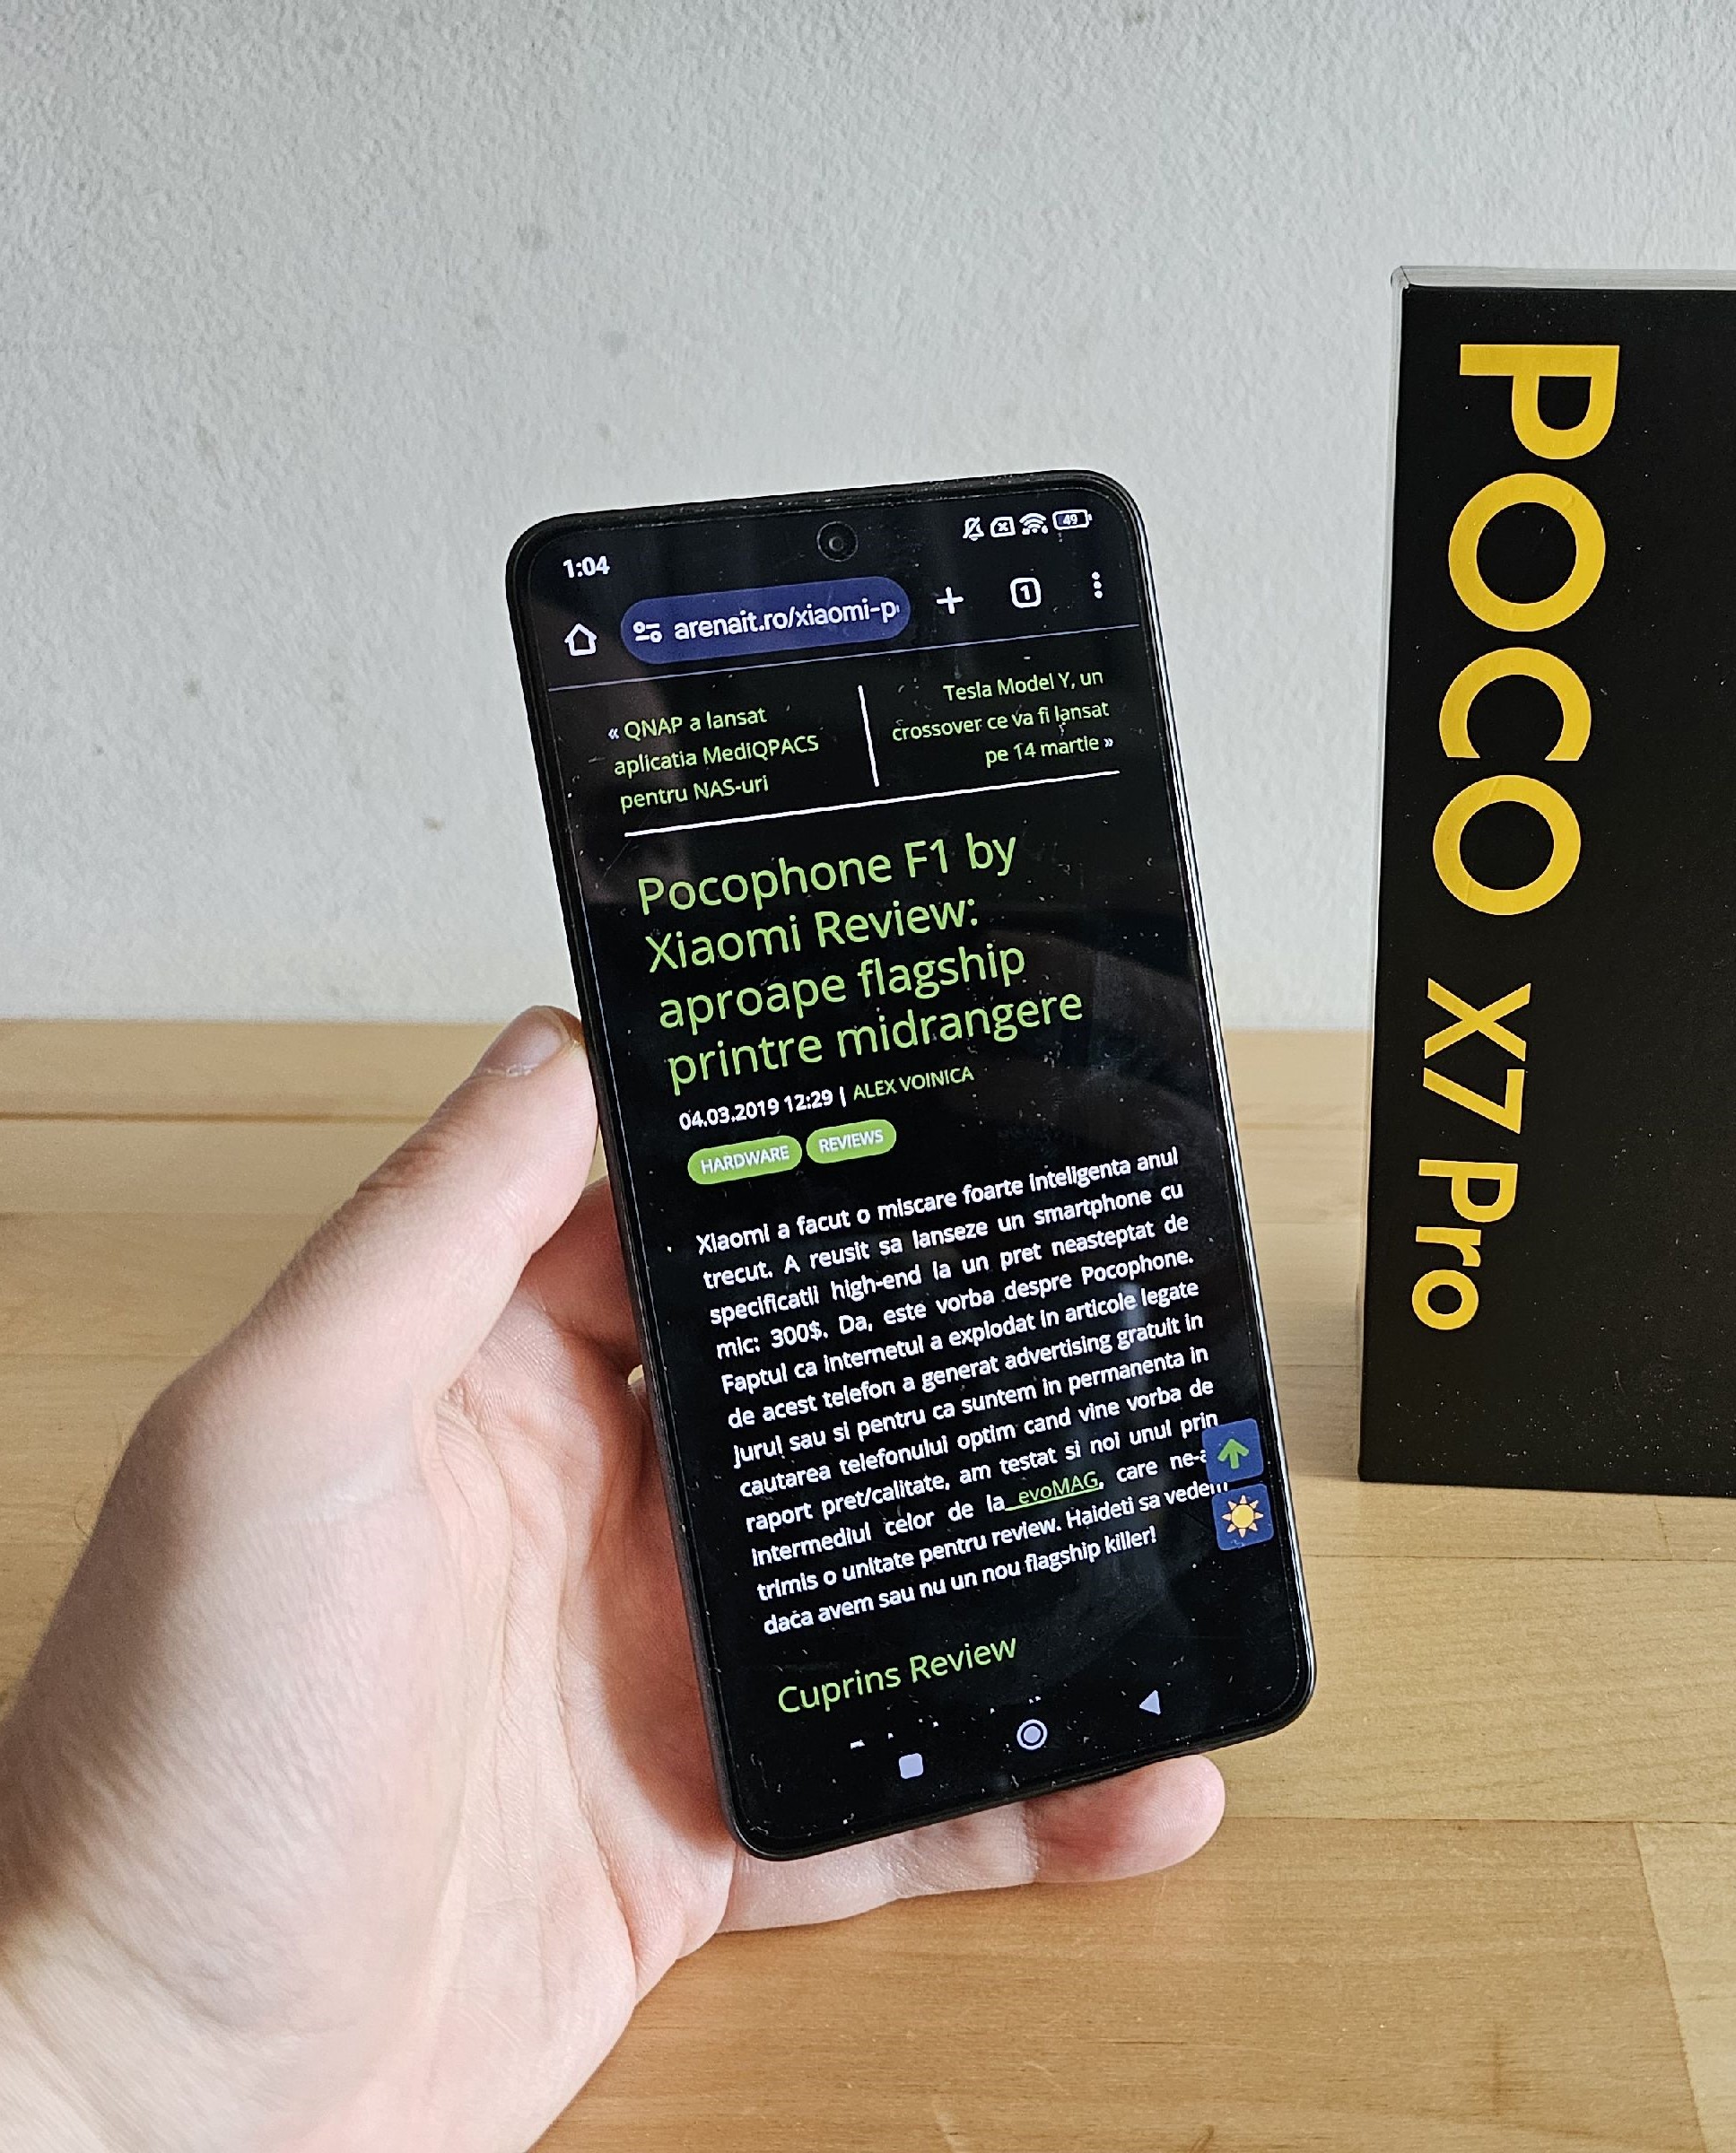 1:04
49
arenait.ro/xiaomi-p
1
« QNAP a lansat
aplicatia MediQPACS
pentru NAS-uri
Tesla Model Y, un
crossover ce va fi lansat
pe 14 martie »
Pocophone F1 by
Xiaomi Review:
aproape flagship
printre midrangere
04.03.2019 12:29 | ALEX VOINICA
HARDWARE REVIEWS
Xiaomi a facut o miscare foarte inteligenta anul
trecut. A reusit sa lanseze un smartphone cu
specificatii high-end la un pret neasteptat de
mic: 300$. Da, este vorba despre Pocophone.
Faptul ca internetul a explodat in articole legate
de acest telefon a generat advertising gratuit in
jurul sau si pentru ca suntem in permanenta in
cautarea telefonului optim cand vine vorba de
raport pret/calitate, am testat si noi unul prin
intermediul celor de la evoMAG, care ne-a
trimis o unitate pentru review. Haideti sa vedem
daca avem sau nu un nou flagship killer!
Cuprins Review
POCO X7 Pro